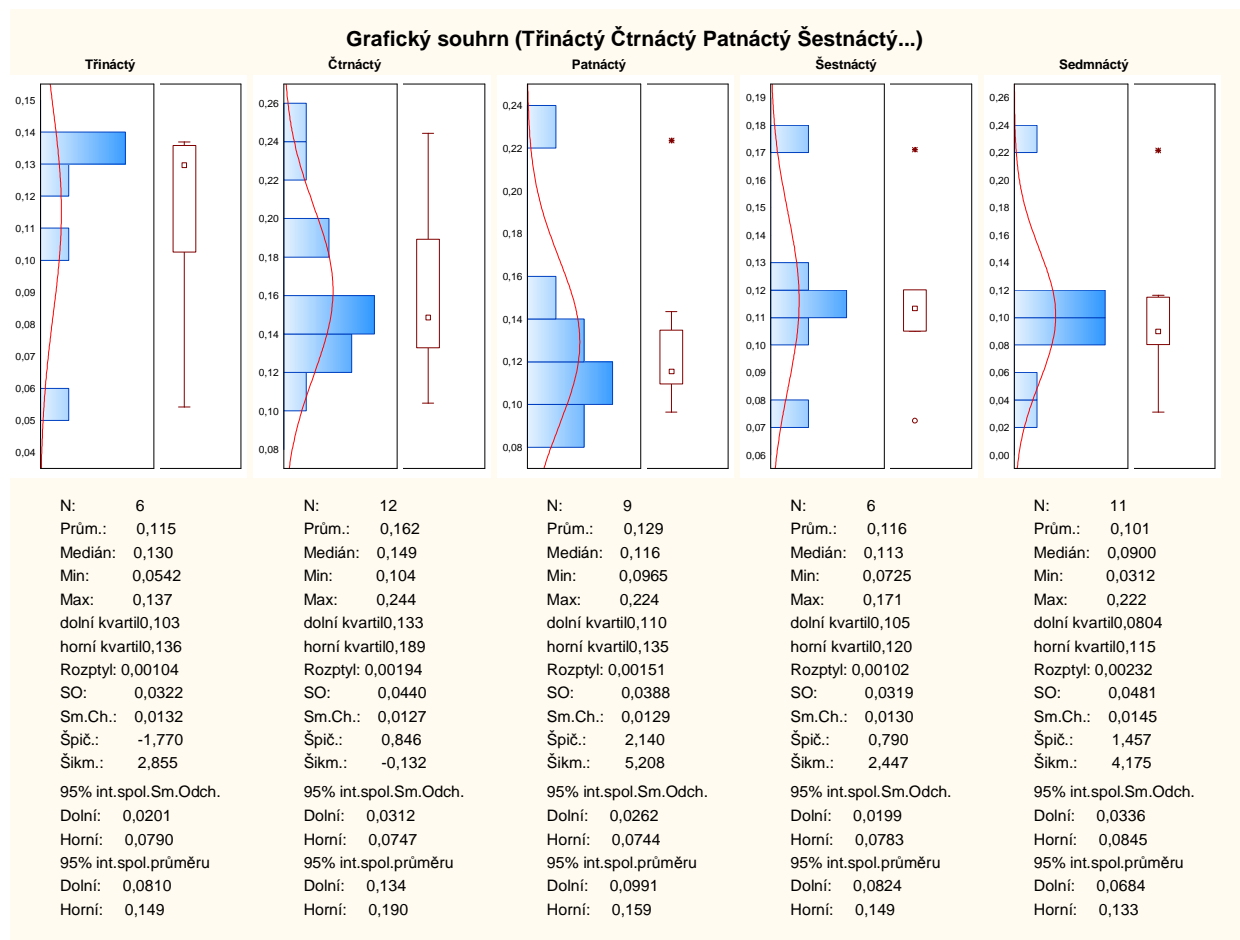 Grafický souhrn (Třináctý Čtrnáctý Patnáctý Šestnáctý...)
Třináctý Čtrnáctý Patnáctý Šestnáctý Sedmnáctý
0,15
0,14
0,13
0,12
0,11
0,10
0,09
0,08
0,07
0,06
0,05
0,04
0,26
0,24
0,22
0,20
0,18
0,16
0,14
0,12
0,10
0,08
0,24
0,22
0,20
0,18
0,16
0,14
0,12
0,10
0,08
0,19
0,18
0,17
0,16
0,15
0,14
0,13
0,12
0,11
0,10
0,09
0,08
0,07
0,06
0,26
0,24
0,22
0,20
0,18
0,16
0,14
0,12
0,10
0,08
0,06
0,04
0,02
0,00
N: 6
Prům.: 0,115
Medián: 0,130
Min: 0,0542
Max: 0,137
dolní kvartil0,103
horní kvartil0,136
Rozptyl: 0,00104
SO: 0,0322
Sm.Ch.: 0,0132
Špič.: -1,770
Šikm.: 2,855
95% int.spol.Sm.Odch.
Dolní: 0,0201
Horní: 0,0790
95% int.spol.průměru
Dolní: 0,0810
Horní: 0,149
N: 12
Prům.: 0,162
Medián: 0,149
Min: 0,104
Max: 0,244
dolní kvartil0,133
horní kvartil0,189
Rozptyl: 0,00194
SO: 0,0440
Sm.Ch.: 0,0127
Špič.: 0,846
Šikm.: -0,132
95% int.spol.Sm.Odch.
Dolní: 0,0312
Horní: 0,0747
95% int.spol.průměru
Dolní: 0,134
Horní: 0,190
N: 9
Prům.: 0,129
Medián: 0,116
Min: 0,0965
Max: 0,224
dolní kvartil0,110
horní kvartil0,135
Rozptyl: 0,00151
SO: 0,0388
Sm.Ch.: 0,0129
Špič.: 2,140
Šikm.: 5,208
95% int.spol.Sm.Odch.
Dolní: 0,0262
Horní: 0,0744
95% int.spol.průměru
Dolní: 0,0991
Horní: 0,159
N: 6
Prům.: 0,116
Medián: 0,113
Min: 0,0725
Max: 0,171
dolní kvartil0,105
horní kvartil0,120
Rozptyl: 0,00102
SO: 0,0319
Sm.Ch.: 0,0130
Špič.: 0,790
Šikm.: 2,447
95% int.spol.Sm.Odch.
Dolní: 0,0199
Horní: 0,0783
95% int.spol.průměru
Dolní: 0,0824
Horní: 0,149
N: 11
Prům.: 0,101
Medián: 0,0900
Min: 0,0312
Max: 0,222
dolní kvartil0,0804
horní kvartil0,115
Rozptyl: 0,00232
SO: 0,0481
Sm.Ch.: 0,0145
Špič.: 1,457
Šikm.: 4,175
95% int.spol.Sm.Odch.
Dolní: 0,0336
Horní: 0,0845
95% int.spol.průměru
Dolní: 0,0684
Horní: 0,133